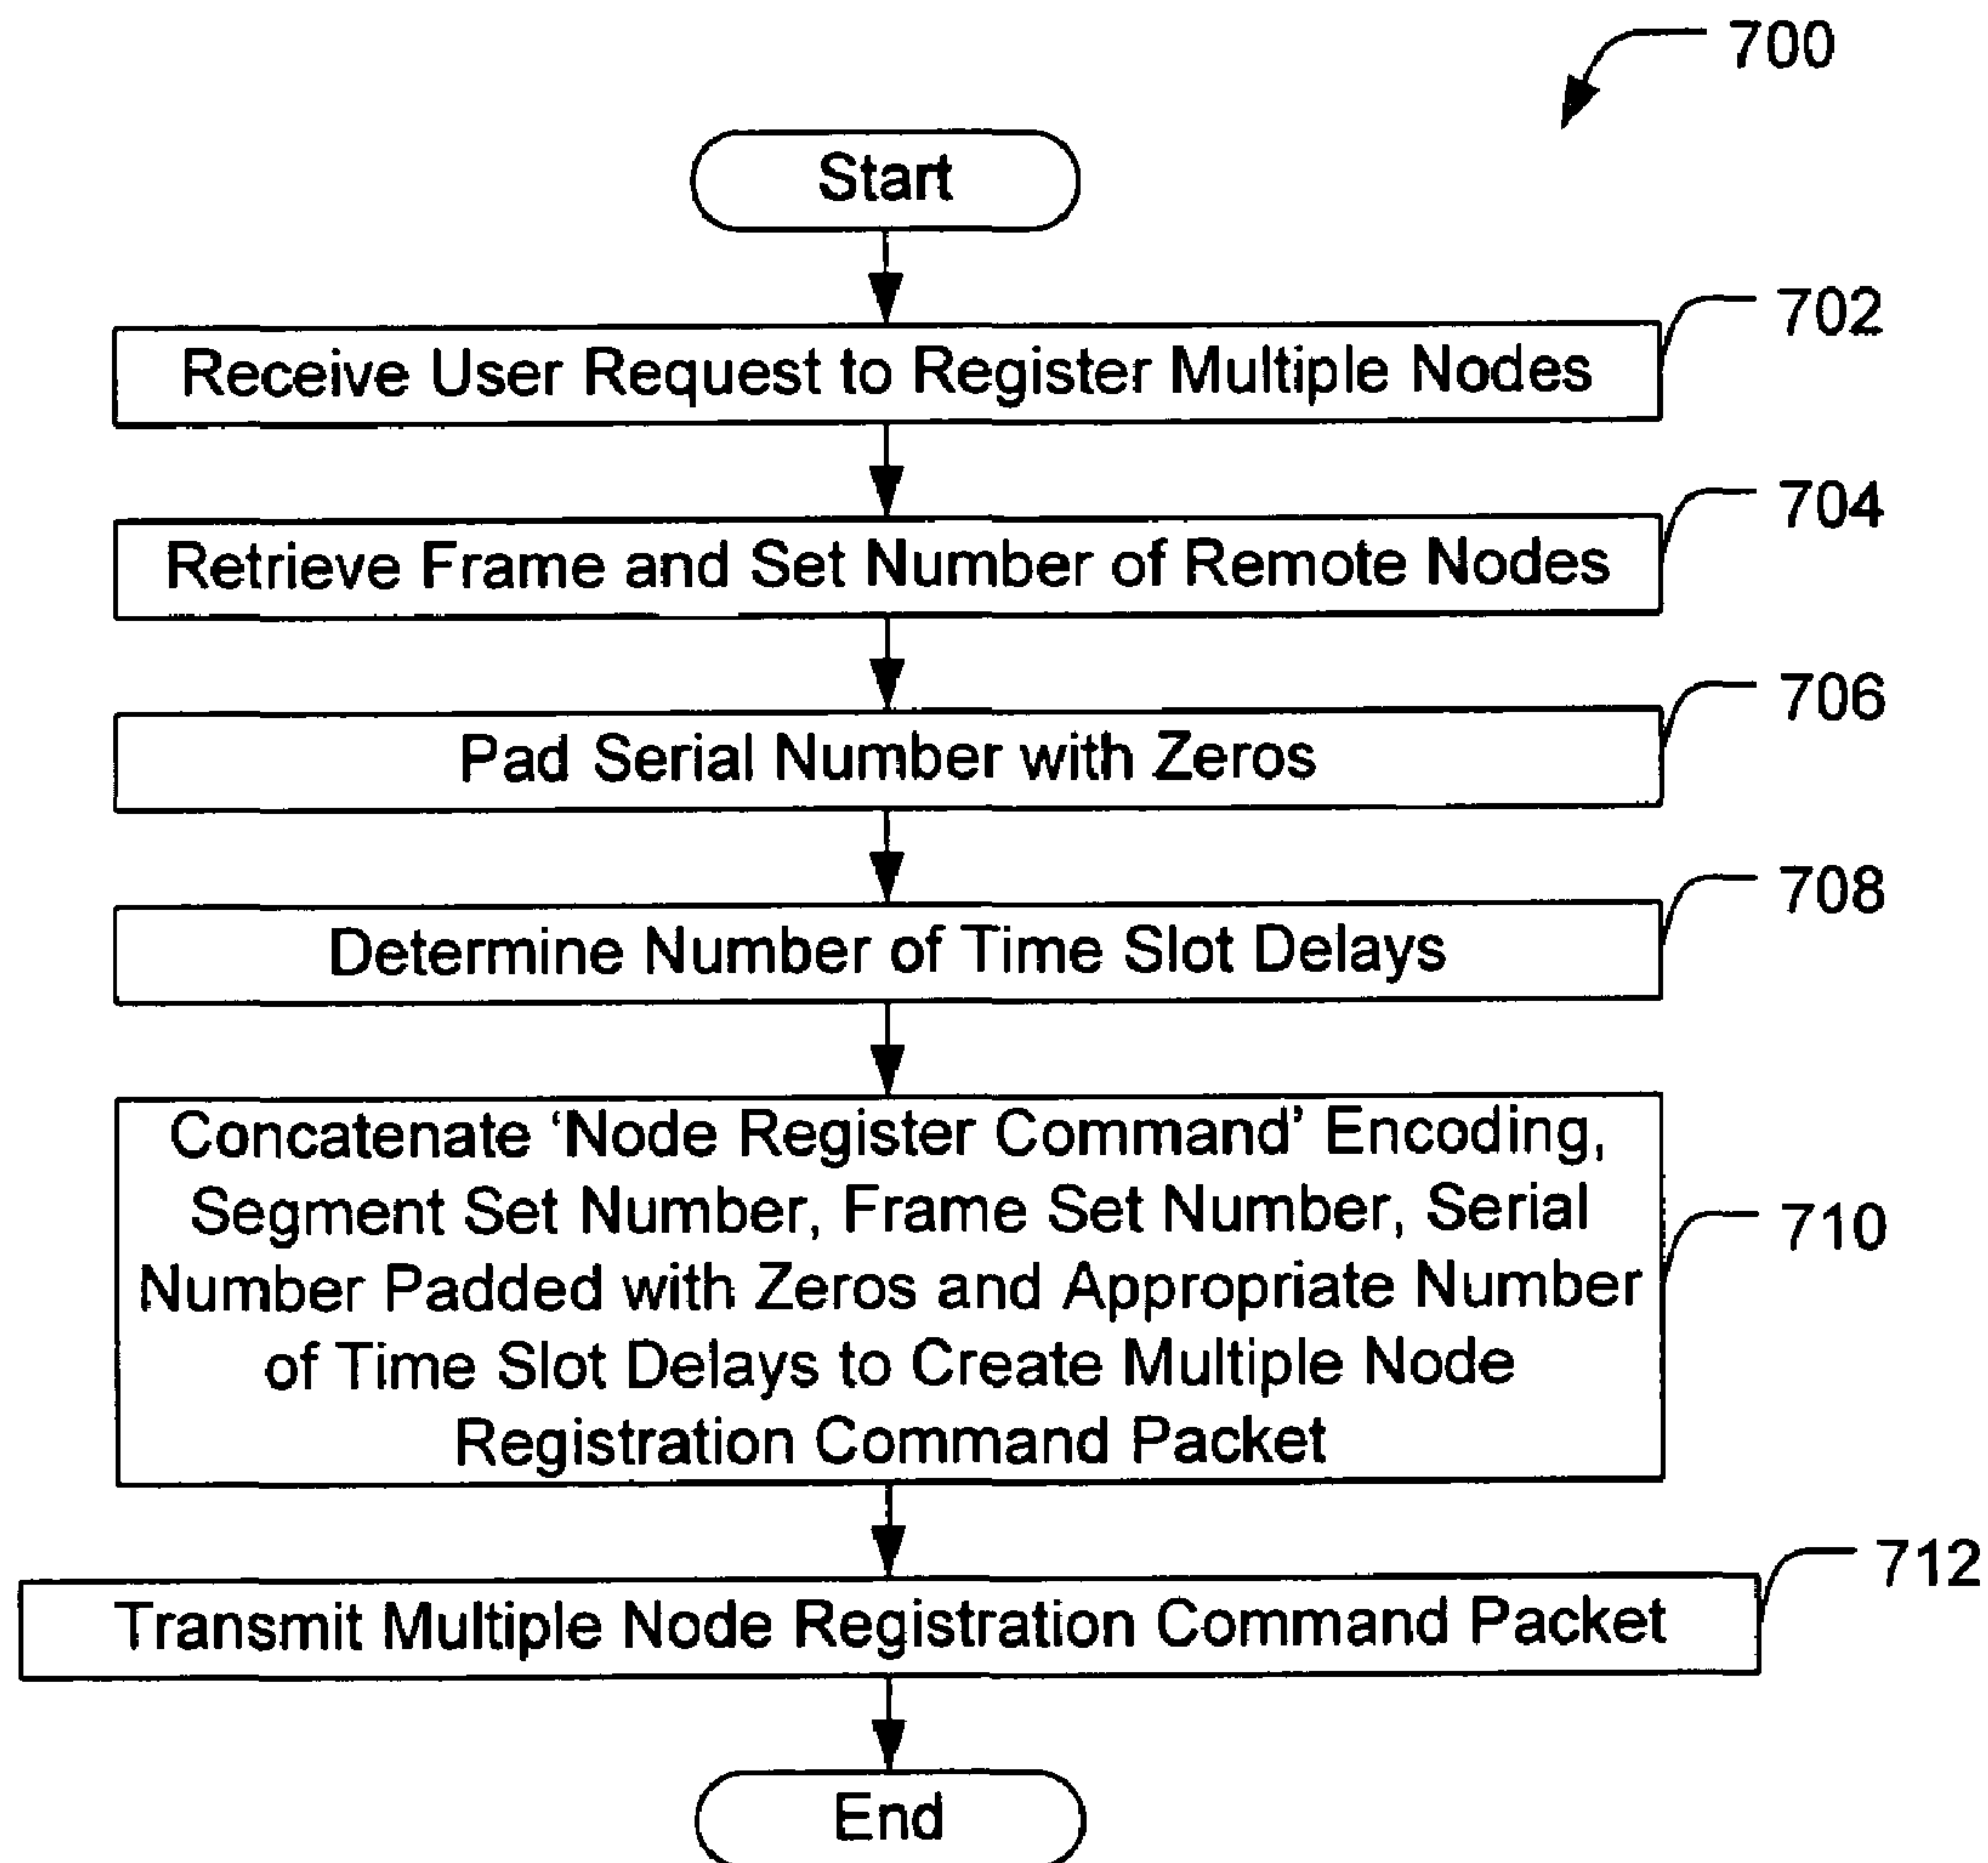 700
Start
702
Receive User Request to Register Multiple Nodes
704
Retrieve Frame and Set Number of Remote Nodes
706
Pad Serial Number with Zeros
708
Determine Number of Time Slot Delays
Concatenate ‘Node Register Command’ Encoding,
Segment Set Number, Frame Set Number, Serial
710
Number Padded with Zeros and Appropriate Number
of Time Slot Delays to Create Multiple Node
Registration Command Packet
712
Transmit Multiple Node Registration Command Packet
End